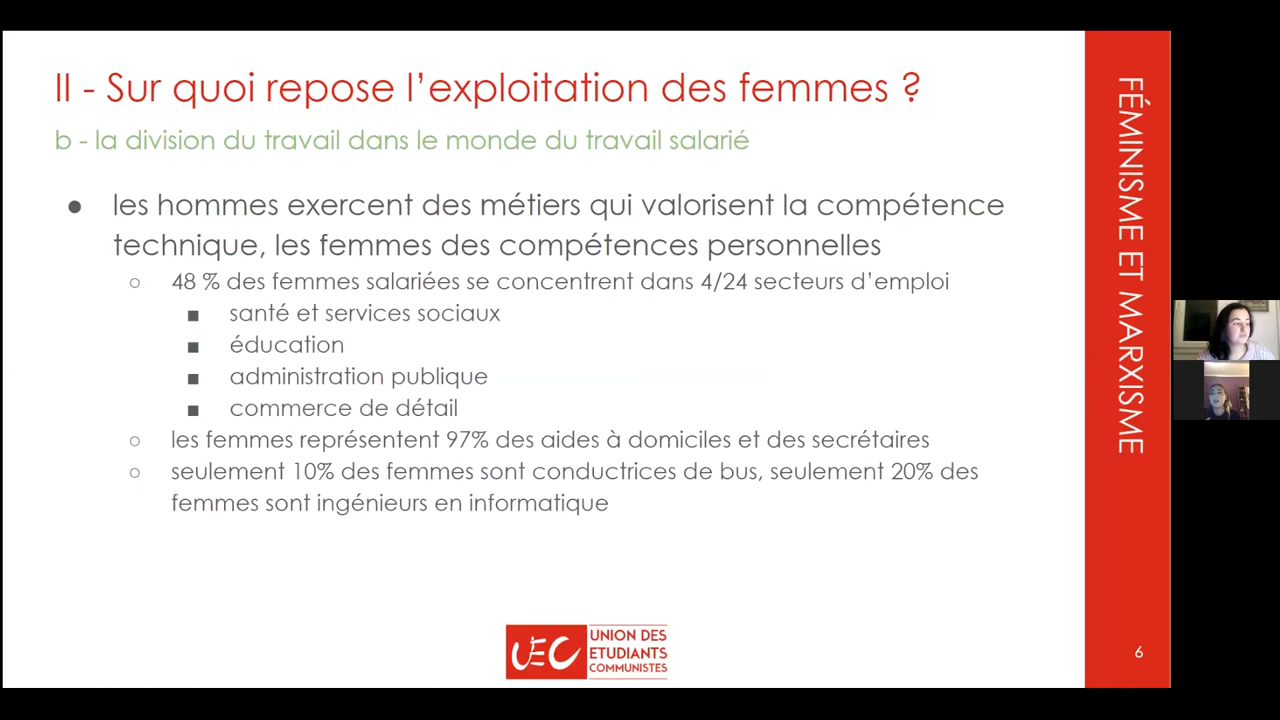 II - Sur quoi repose l’exploitation des femmes ?
b - la division du travail dans le monde du travail salarié
● les hommes exercent des métiers qui valorisent la compétence
technique, les femmes des compétences personnelles
○ 48 % des femmes salariées se concentrent dans 4/24 secteurs d’emploi
■ santé et services sociaux
■ éducation
■ administration publique
■ commerce de détail
○ les femmes représentent 97% des aides à domiciles et des secrétaires
○ seulement 10% des femmes sont conductrices de bus, seulement 20% des
femmes sont ingénieurs en informatique
UEC
UNION DES
ETUDIANTS
COMMUNISTES
FÉMINISME ET MARXISME
6